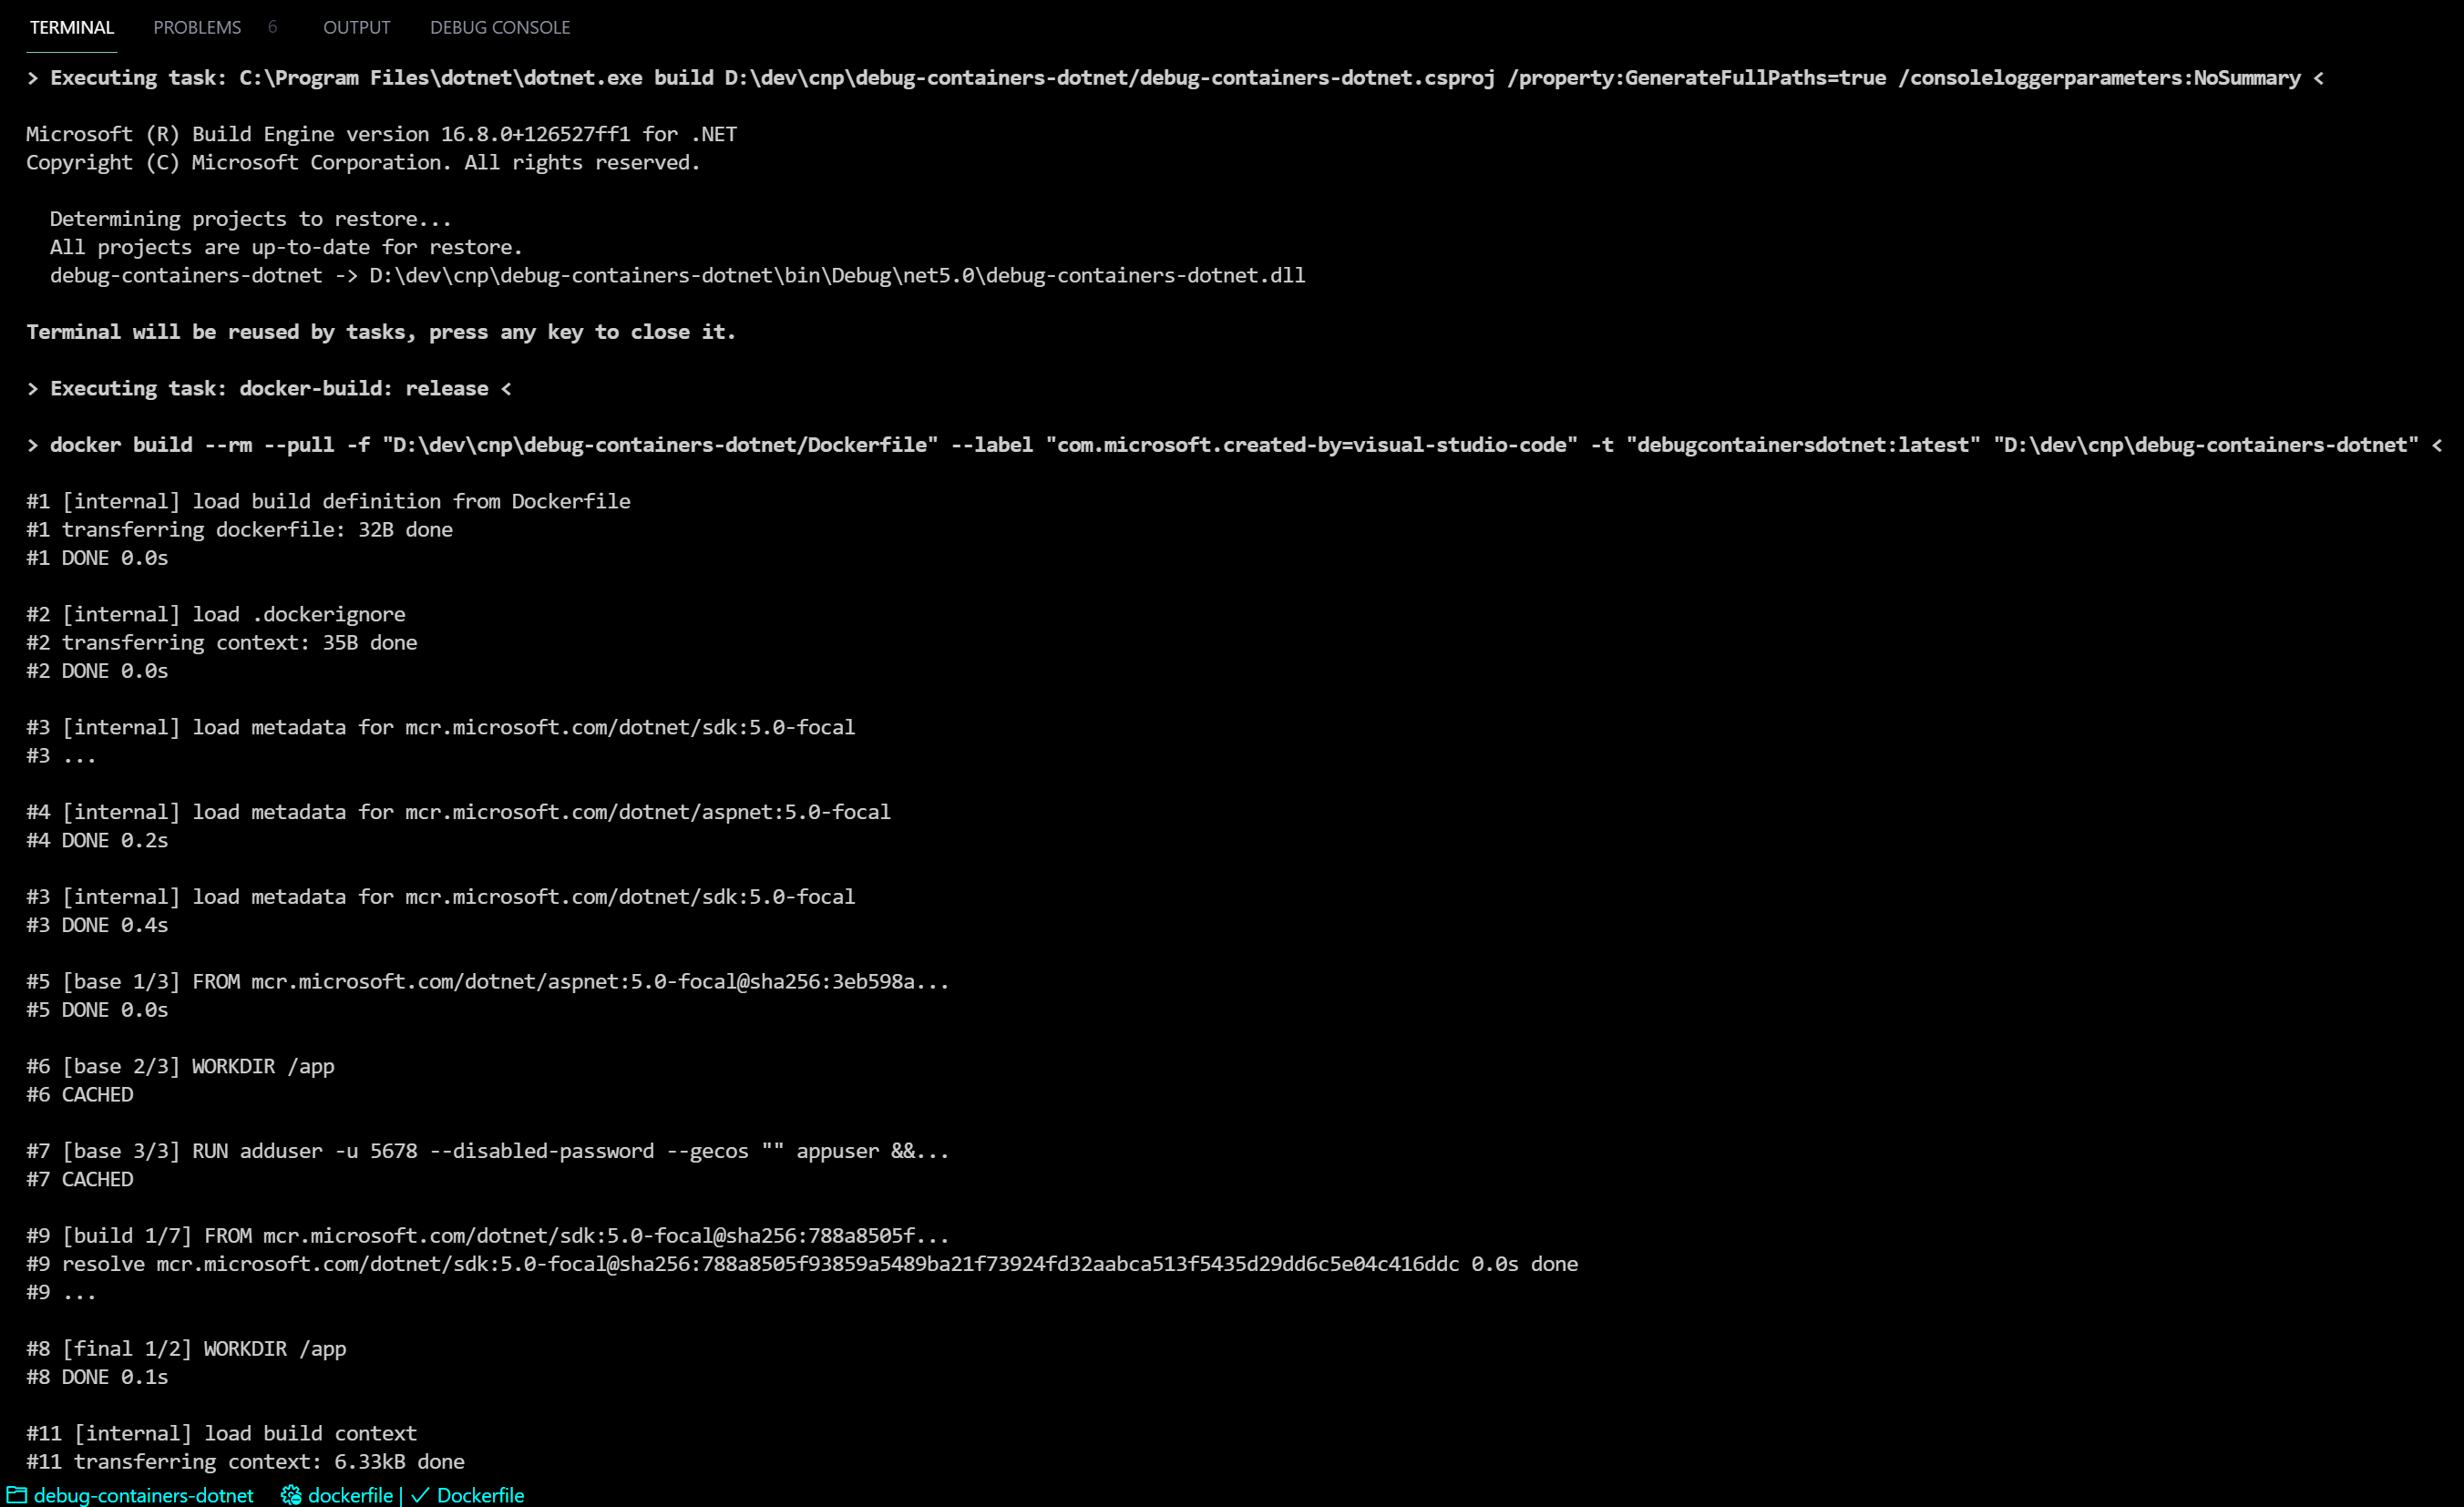 TERMINAL PROBLEMS 6 OUTPUT DEBUG CONSOLE
> Executing task: C:\Program Files\dotnet\dotnet.exe build D:\dev\cnp\debug-containers-dotnet/debug-containers-dotnet.csproj /property:GenerateFullPaths=true /consoleloggerparameters:NoSummary <
Microsoft (R) Build Engine version 16.8.0+126527ff1 for .NET
Copyright (C) Microsoft Corporation. All rights reserved.
Determining projects to restore...
All projects are up-to-date for restore.
debug-containers-dotnet -> D:\dev\cnp\debug-containers-dotnet\bin\Debug\net5.0\debug-containers-dotnet.dll
Terminal will be reused by tasks, press any key to close it.
> Executing task: docker-build: release <
> docker build --rm --pull -f "D:\dev\cnp\debug-containers-dotnet/Dockerfile" --label "com.microsoft.created-by=visual-studio-code" -t "debugcontainersdotnet:latest" "D:\dev\cnp\debug-containers-dotnet" <
#1 [internal] load build definition from Dockerfile
#1 transferring dockerfile: 32B done
#1 DONE 0.0s
#2 [internal] load .dockerignore
#2 transferring context: 35B done
#2 DONE 0.0s
#3 [internal] load metadata for mcr.microsoft.com/dotnet/sdk:5.0-focal
#3 ...
#4 [internal] load metadata for mcr.microsoft.com/dotnet/aspnet:5.0-focal
#4 DONE 0.2s
#3 [internal] load metadata for mcr.microsoft.com/dotnet/sdk:5.0-focal
#3 DONE 0.4s
#5 [base 1/3] FROM mcr.microsoft.com/dotnet/aspnet:5.0-focal@sha256:3eb598a...
#5 DONE 0.0s
#6 [base 2/3] WORKDIR /app
#6 CACHED
#7 [base 3/3] RUN adduser -u 5678 --disabled-password --gecos "" appuser &&...
#7 CACHED
#9 [build 1/7] FROM mcr.microsoft.com/dotnet/sdk:5.0-focal@sha256:788a8505f...
#9 resolve mcr.microsoft.com/dotnet/sdk:5.0-focal@sha256:788a8505f93859a5489ba21f73924fd32aabca513f5435d29dd6c5e04c416ddc 0.0s done
#9 ...
#8 [final 1/2] WORKDIR /app
#8 DONE 0.1s
#11 [internal] load build context
#11 transferring context: 6.33kB done
debug-containers-dotnet dockerfile | ✓ Dockerfile